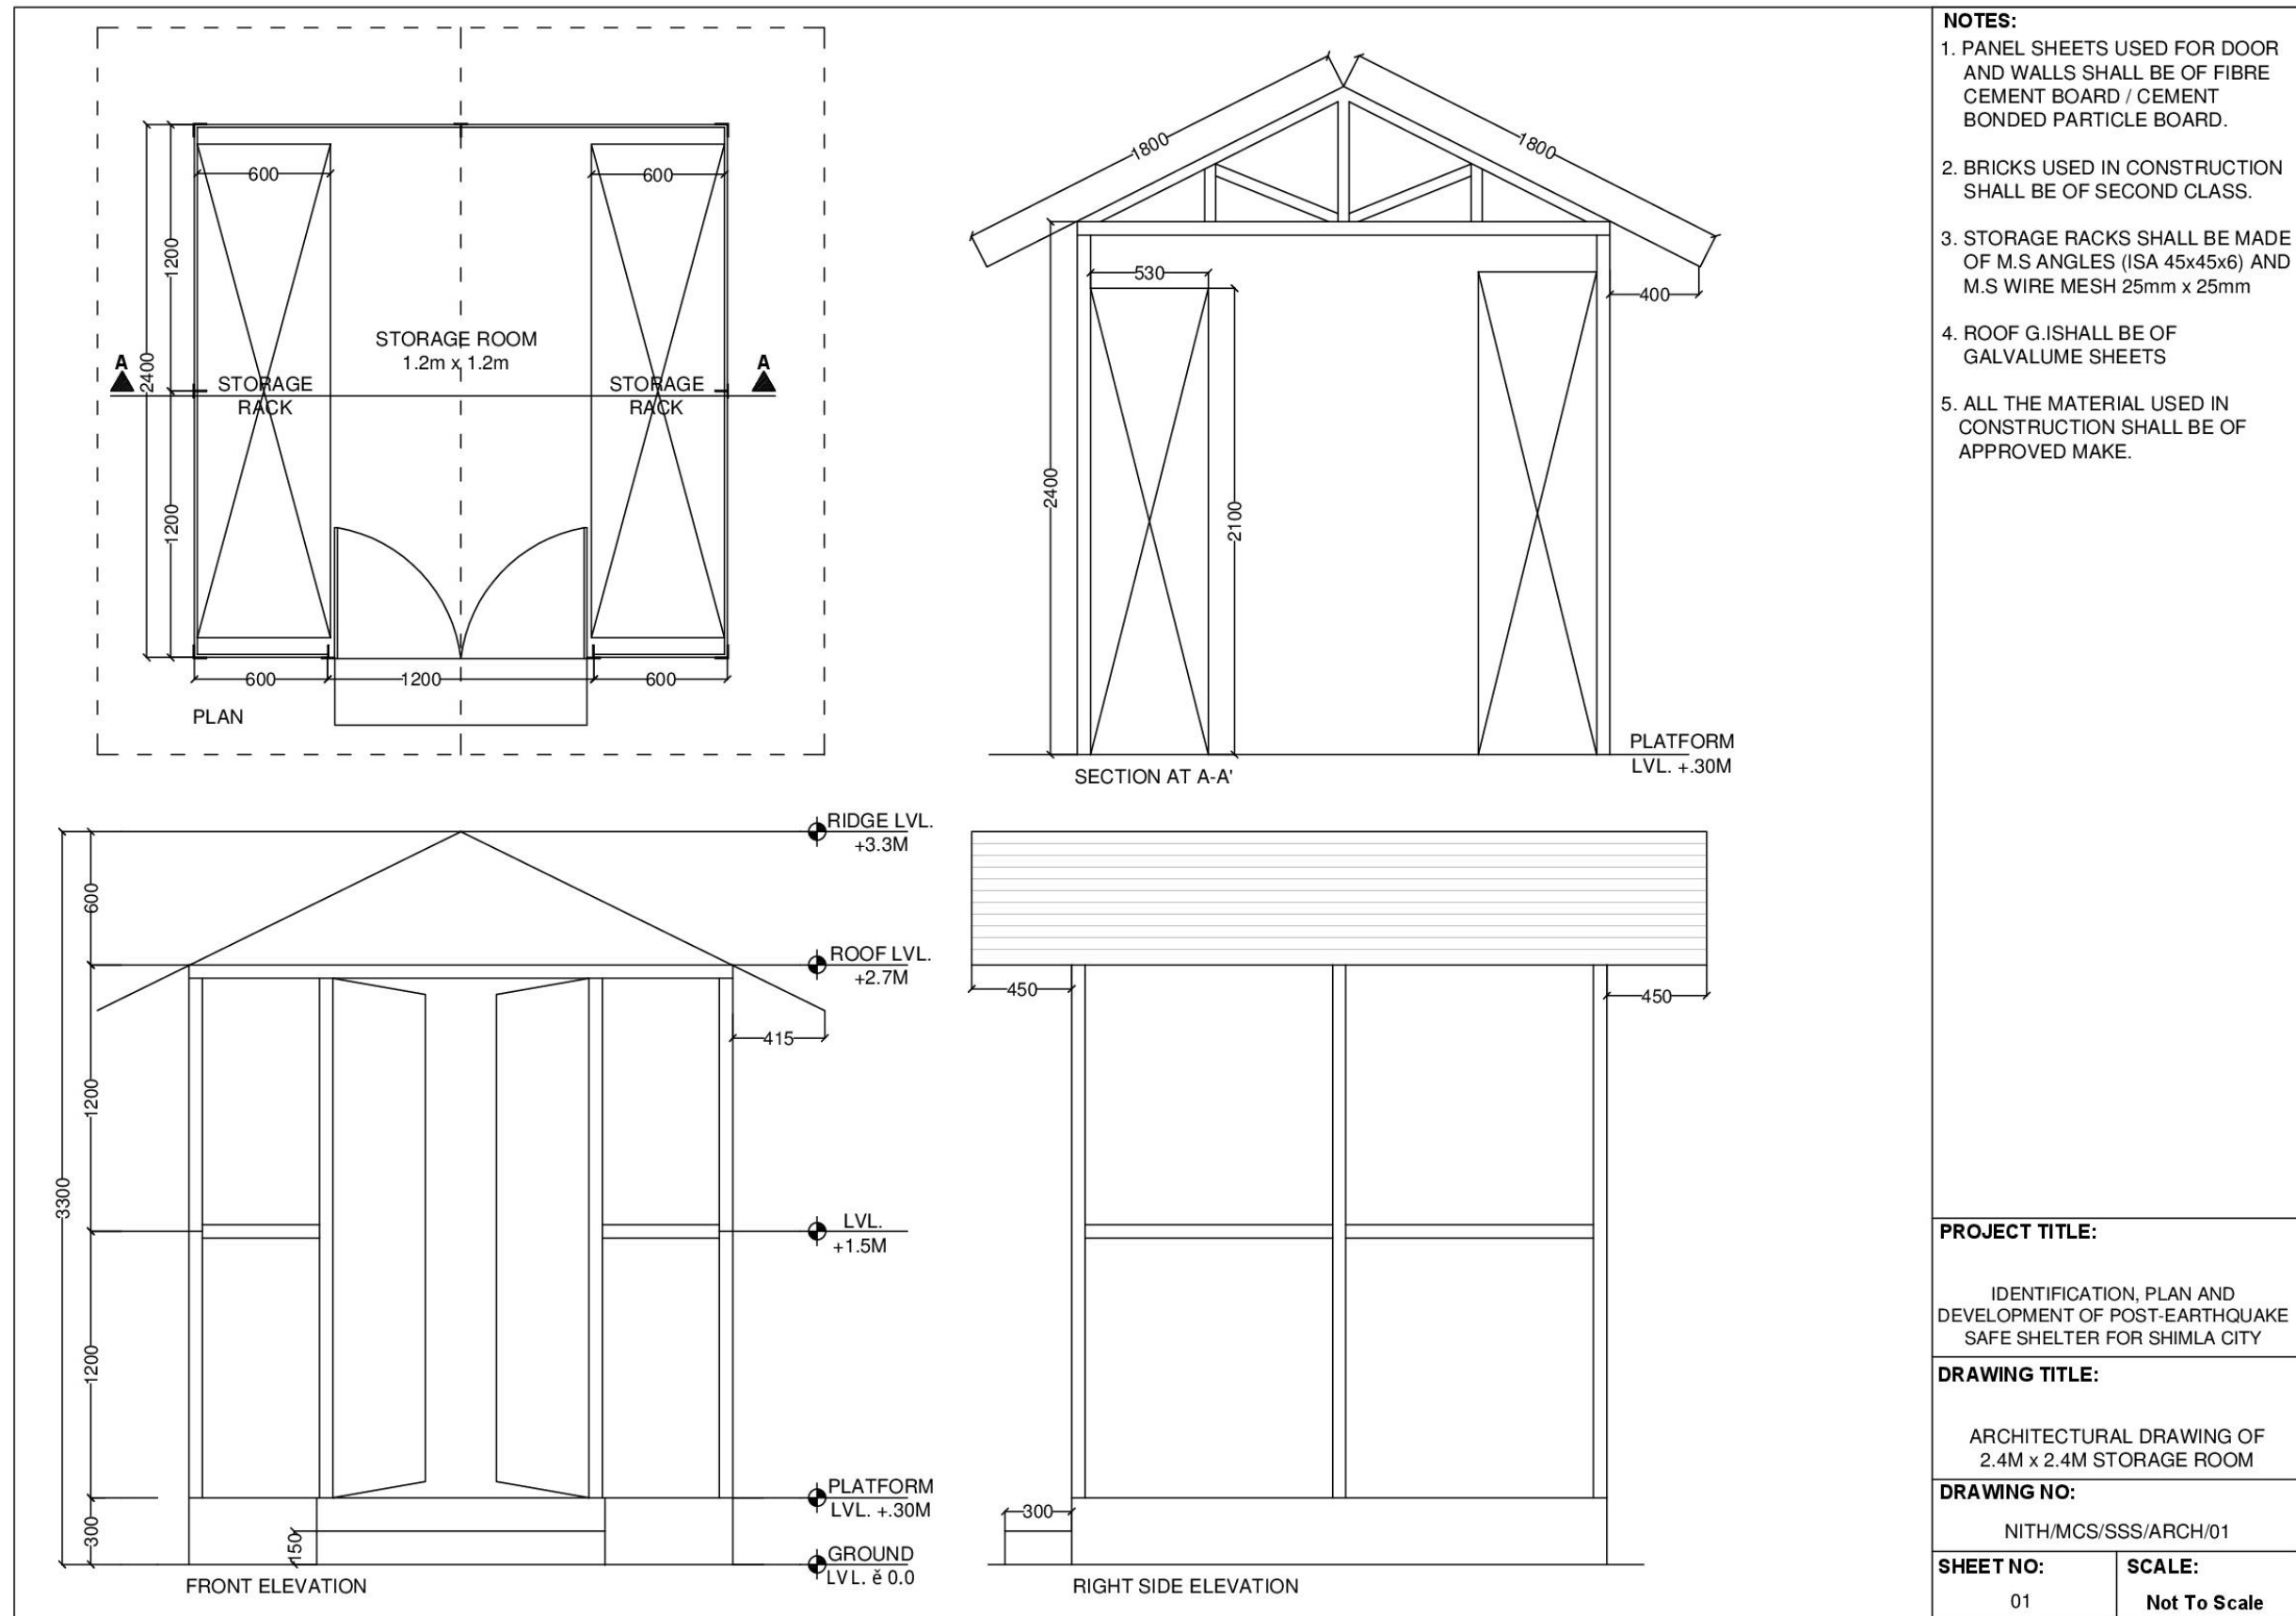 600
600
1200
2400
1200
STORAGE ROOM
1.2m x 1.2m
A
A
STORAGE
RACK
STORAGE
RACK
600
1200
600
PLAN
1800
1800
530
400
2400
2100
PLATFORM
LVL. +.30M
SECTION AT A-A'
RIDGE LVL.
+3.3M
600
ROOF LVL.
+2.7M
415
1200
3300
LVL.
+1.5M
1200
PLATFORM
LVL. +.30M
300
150
GROUND
LVL. ě 0.0
FRONT ELEVATION
450
450
300
RIGHT SIDE ELEVATION
NOTES:
1. PANEL SHEETS USED FOR DOOR
AND WALLS SHALL BE OF FIBRE
CEMENT BOARD / CEMENT
BONDED PARTICLE BOARD.
2. BRICKS USED IN CONSTRUCTION
SHALL BE OF SECOND CLASS.
3. STORAGE RACKS SHALL BE MADE
OF M.S ANGLES (ISA 45x45x6) AND
M.S WIRE MESH 25mm x 25mm
4. ROOF G.ISHALL BE OF
GALVALUME SHEETS
5. ALL THE MATERIAL USED IN
CONSTRUCTION SHALL BE OF
APPROVED MAKE.
PROJECT TITLE:
IDENTIFICATION, PLAN AND
DEVELOPMENT OF POST-EARTHQUAKE
SAFE SHELTER FOR SHIMLA CITY
DRAWING TITLE:
ARCHITECTURAL DRAWING OF
2.4M x 2.4M STORAGE ROOM
DRAWING NO:
NITH/MCS/SSS/ARCH/01
SHEET NO:
01
SCALE:
Not To Scale